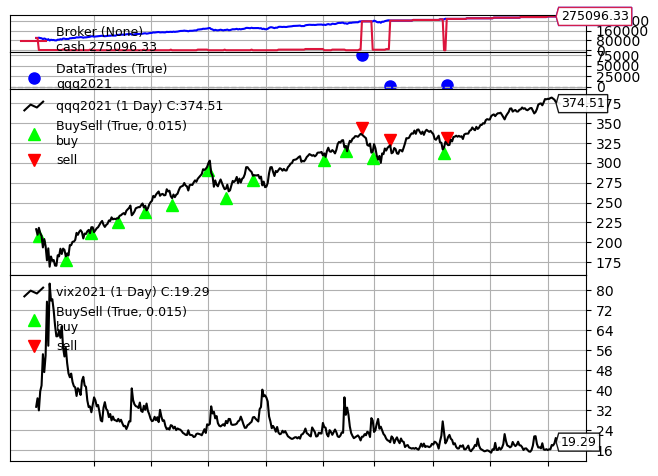 Broker (None)
cash 275096.33
275096.33
160000
80000
0
DataTrades (True)
qqq2021
75000
50000
25000
0
qqq2021 (1 Day) C:374.51
BuySell (True, 0.015)
buy
sell
374.51
350
325
300
275
250
225
200
175
vix2021 (1 Day) C:19.29
BuySell (True, 0.015)
buy
sell
80
72
64
56
48
40
32
24
19.29
16